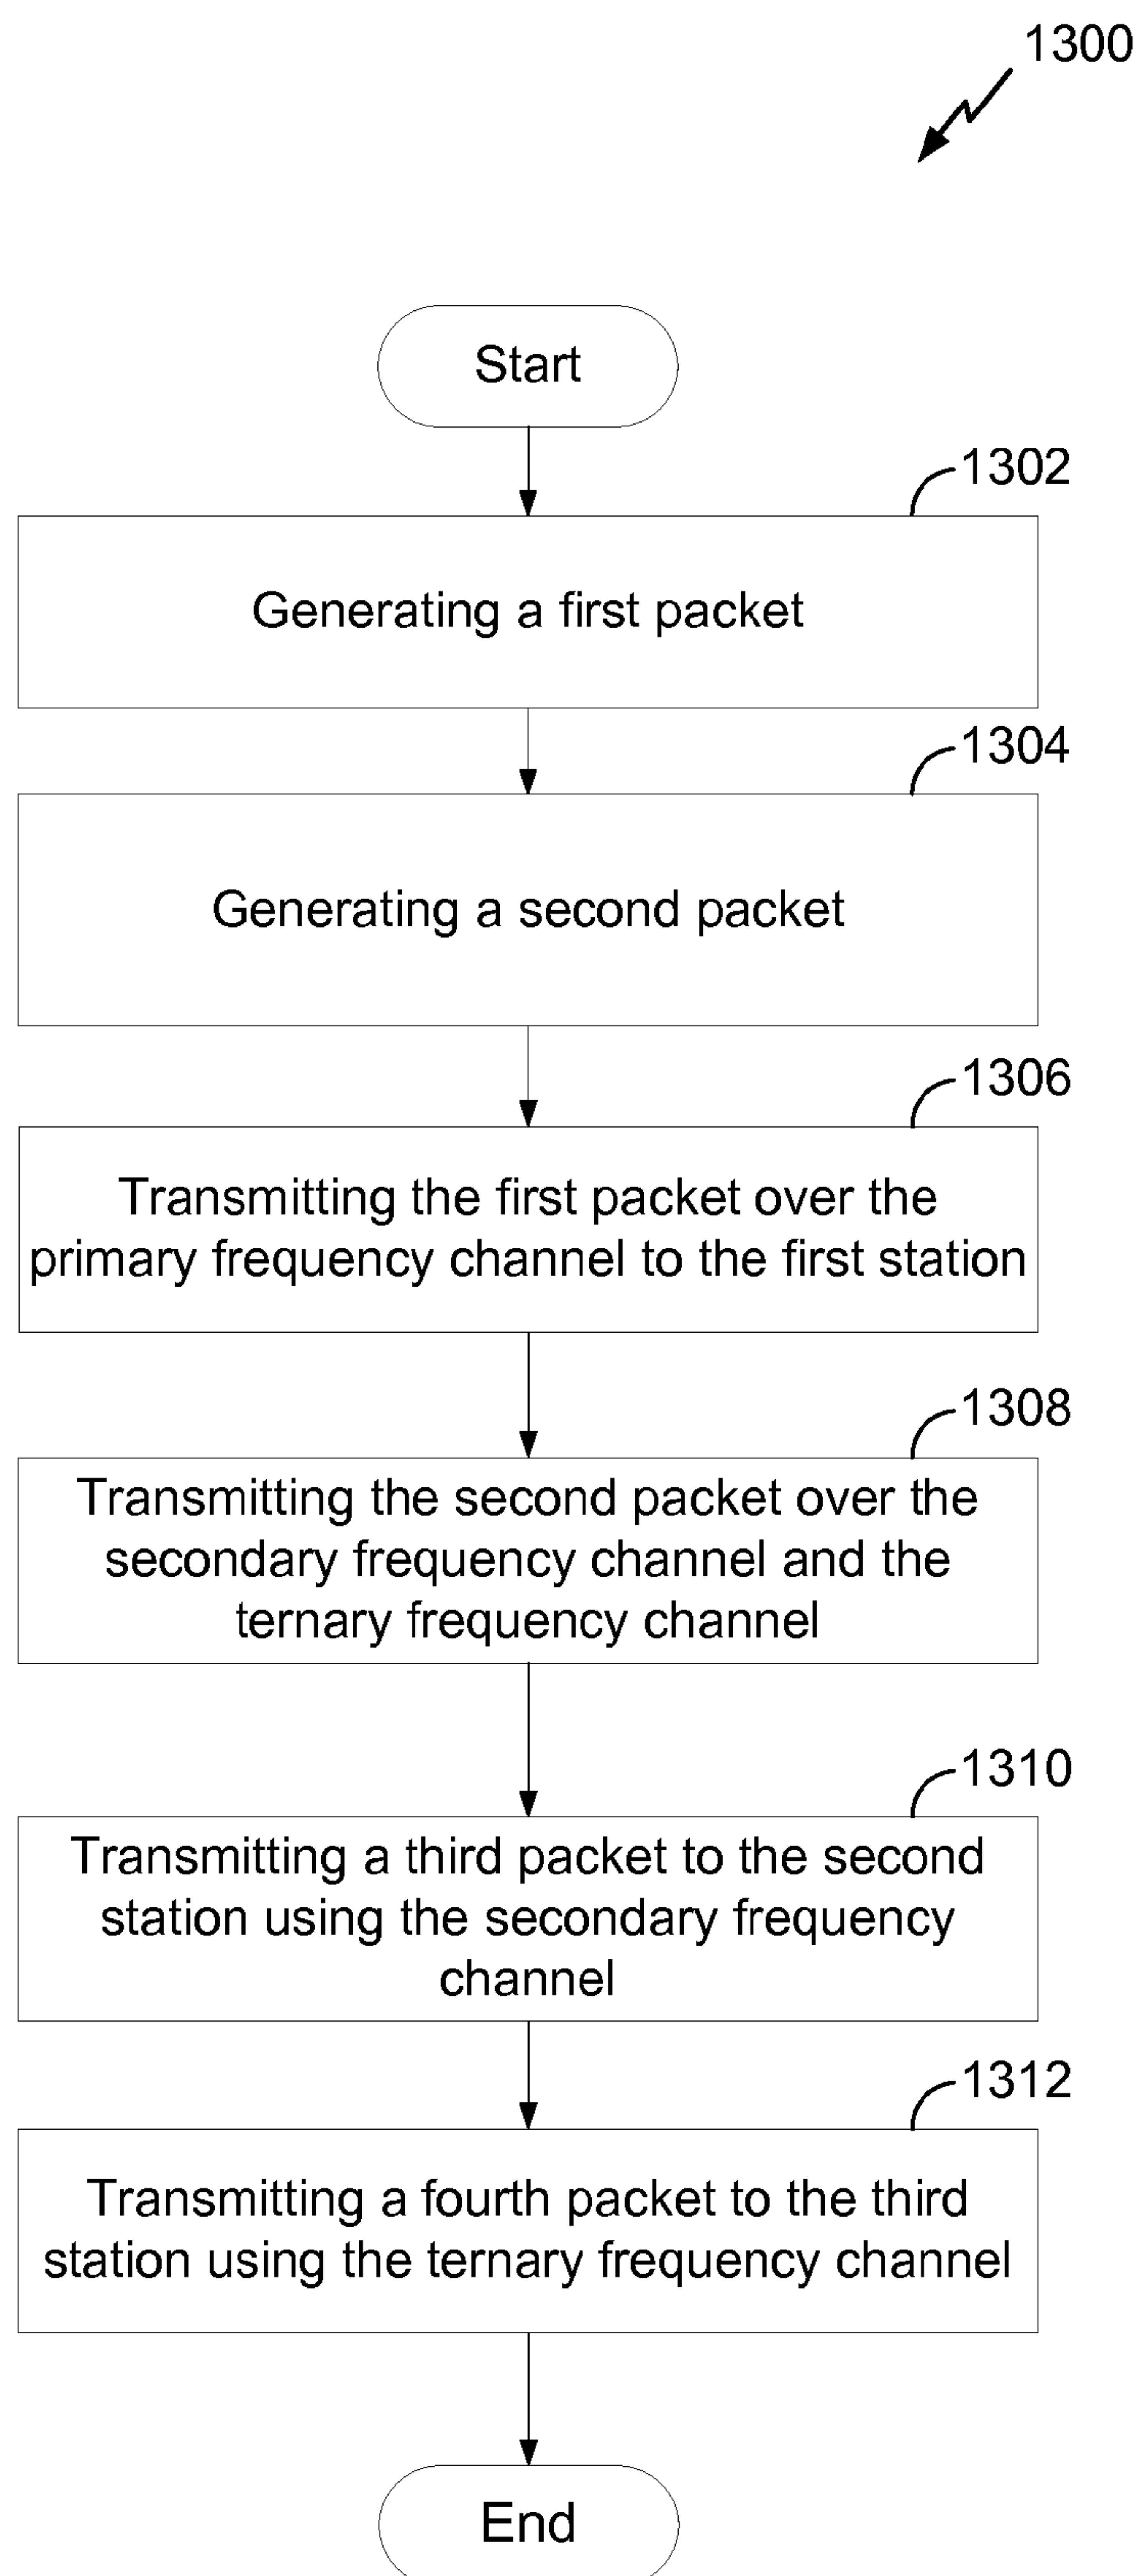 1300
Start
1302
Generating a first packet
1304
Generating a second packet
1306
Transmitting the first packet over the
primary frequency channel to the first station
1308
Transmitting the second packet over the
secondary frequency channel and the
ternary frequency channel
1310
Transmitting a third packet to the second
station using the secondary frequency
channel
1312
Transmitting a fourth packet to the third
station using the ternary frequency channel
End